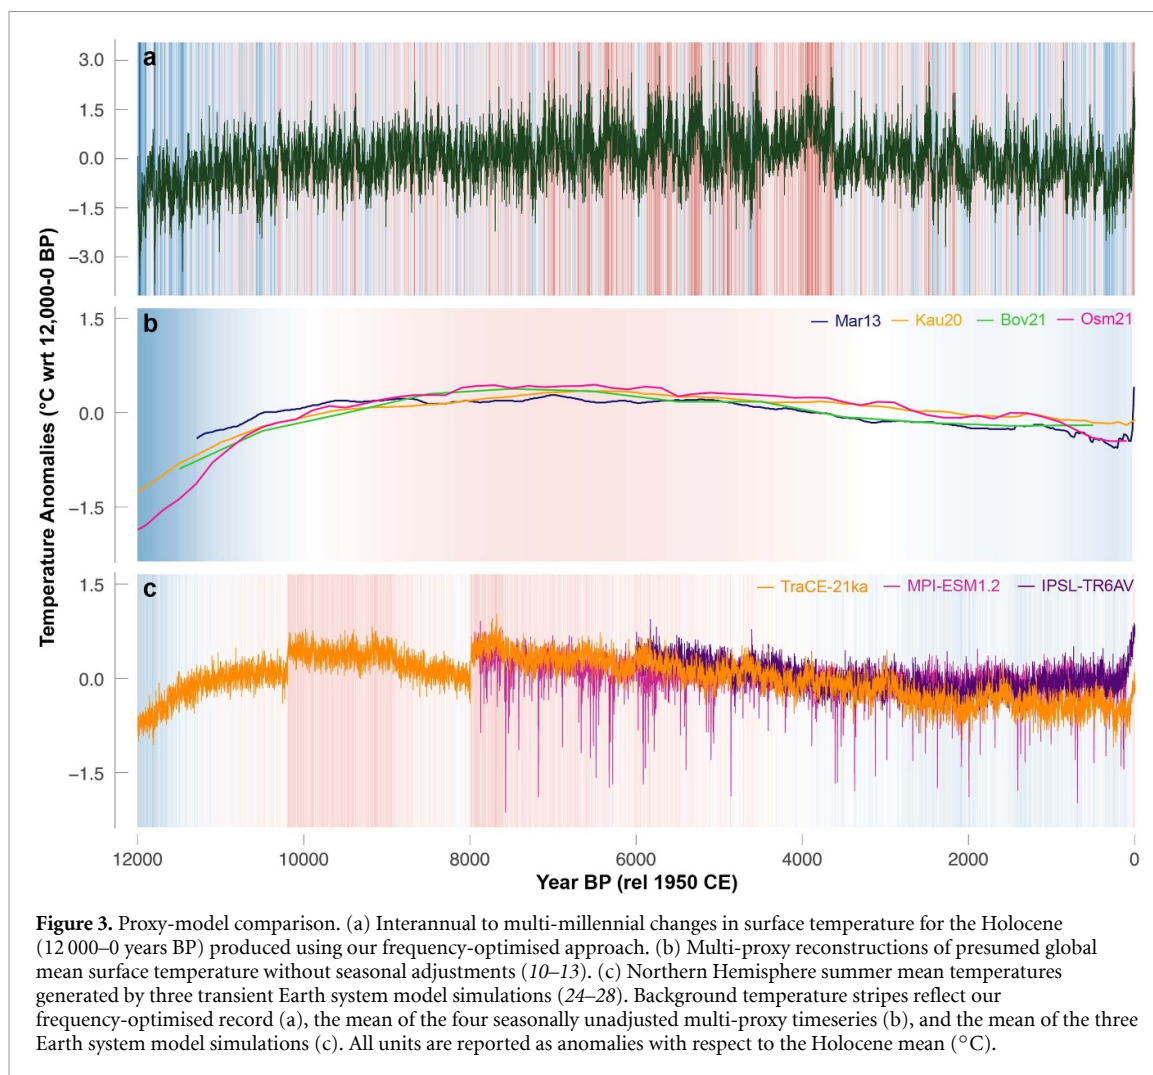 a
3.0
1.5
0.0
−1.5
−3.0
Temperature Anomalies (°C wrt 12,000-0 BP)
b
— Mar13 — Kau20 — Bov21 — Osm21
1.5
0.0
−1.5
c
— TraCE-21ka — MPI-ESM1.2 — IPSL-TR6AV
1.5
0.0
−1.5
12000 10000 8000 6000 4000 2000 0
Year BP (rel 1950 CE)
Figure 3. Proxy-model comparison. (a) Interannual to multi-millennial changes in surface temperature for the Holocene
(12 000–0 years BP) produced using our frequency-optimised approach. (b) Multi-proxy reconstructions of presumed global
mean surface temperature without seasonal adjustments (10–13). (c) Northern Hemisphere summer mean temperatures
generated by three transient Earth system model simulations (24–28). Background temperature stripes reflect our
frequency-optimised record (a), the mean of the four seasonally unadjusted multi-proxy timeseries (b), and the mean of the three
Earth system model simulations (c). All units are reported as anomalies with respect to the Holocene mean (°C).